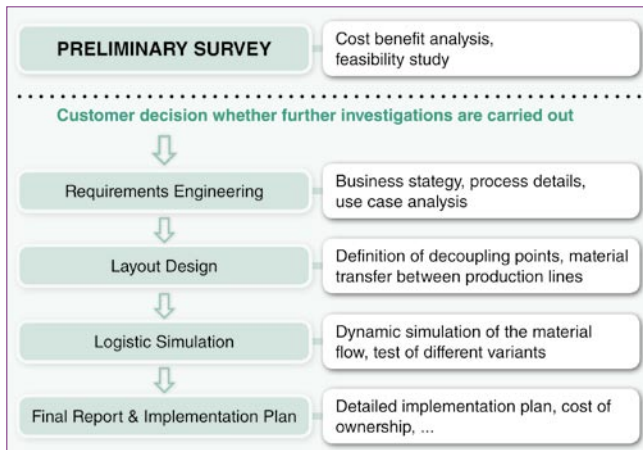 PRELIMINARY SURVEY
Cost benefit analysis,
feasibility study
Customer decision whether further investigations are carried out
Requirements Engineering
Business stategy, process details,
use case analysis
Layout Design
Definition of decoupling points, material
transfer between production lines
Logistic Simulation
Dynamic simulation of the material
flow, test of different variants
Final Report & Implementation Plan
Detailed implementation plan, cost of
ownership, ...